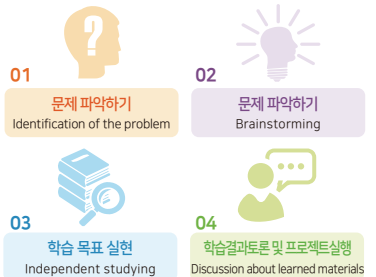 ?
01
문제 파악하기
Identification of the problem
02
문제 파악하기
Brainstorming
03
학습 목표 실현
Independent studying
04
학습결과토론 및 프로젝트실행
Discussion about learned materials